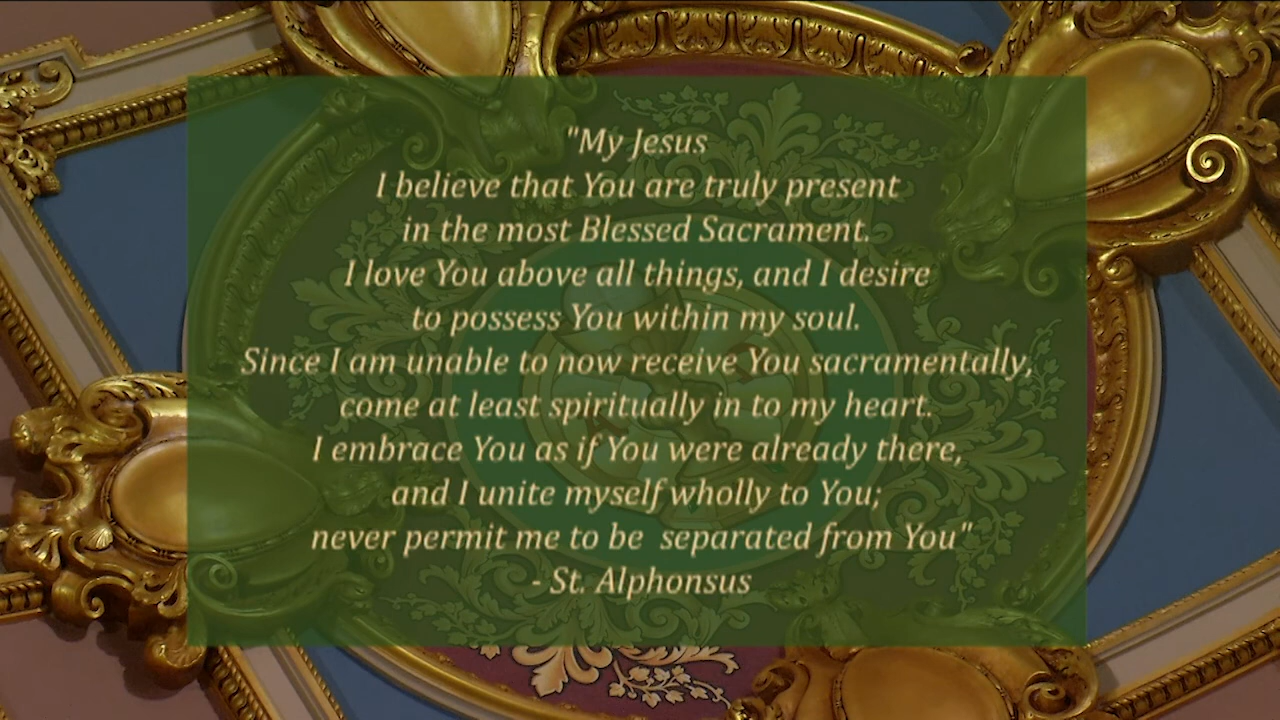 "My Jesus
I believe that You are truly present
in the most Blessed Sacrament.
I love You above all things, and I desire
to possess You within my soul.
Since I am unable to now receive You sacramentally,
come at least spiritually in to my heart.
I embrace You as if You were already there,
and I unite myself wholly to You;
never permit me to be  separated from You"
- St. Alphonsus